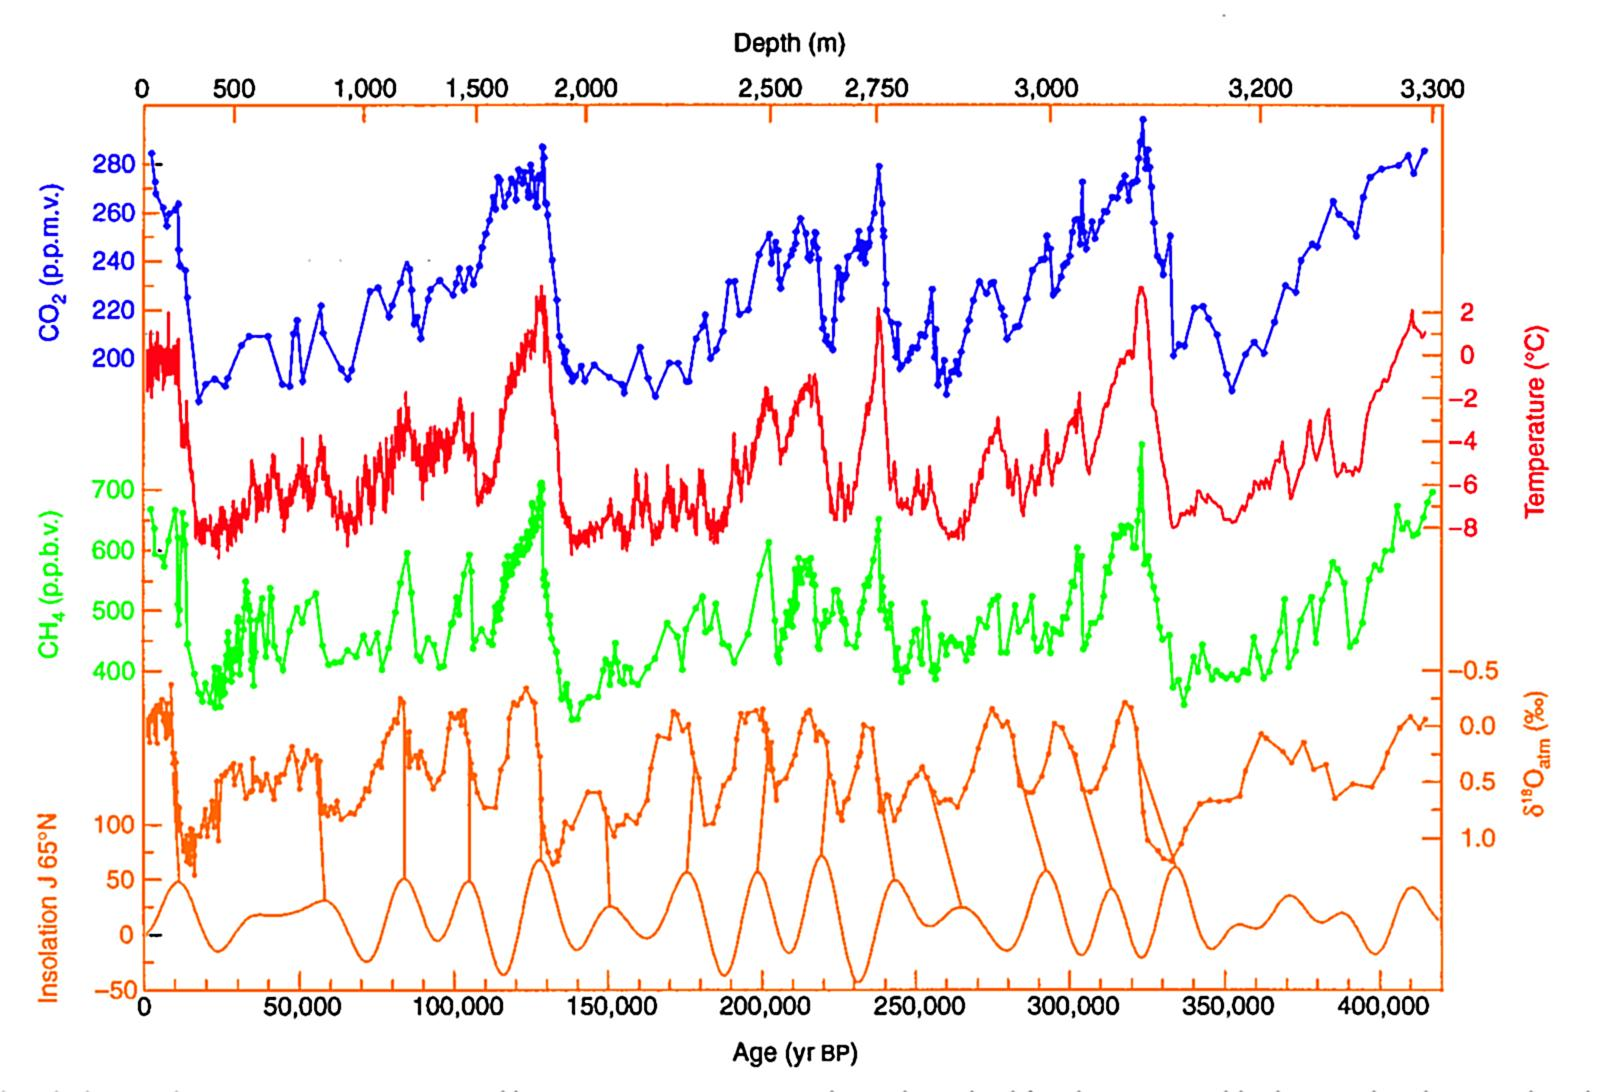 Depth (m)
0 500 1,000 1,500 2,000 2,500 2,750 3,000 3,200 3,300
CO2 (p.p.m.v.)
280
260
240
220
200
Temperature (°C)
2
0
−2
−4
−6
−8
CH4 (p.p.b.v.)
700
600
500
400
δ18Oatm (‰)
−0.5
0.0
0.5
1.0
Insolation J 65°N
100
50
0
−50
0 50,000 100,000 150,000 200,000 250,000 300,000 350,000 400,000
Age (yr BP)